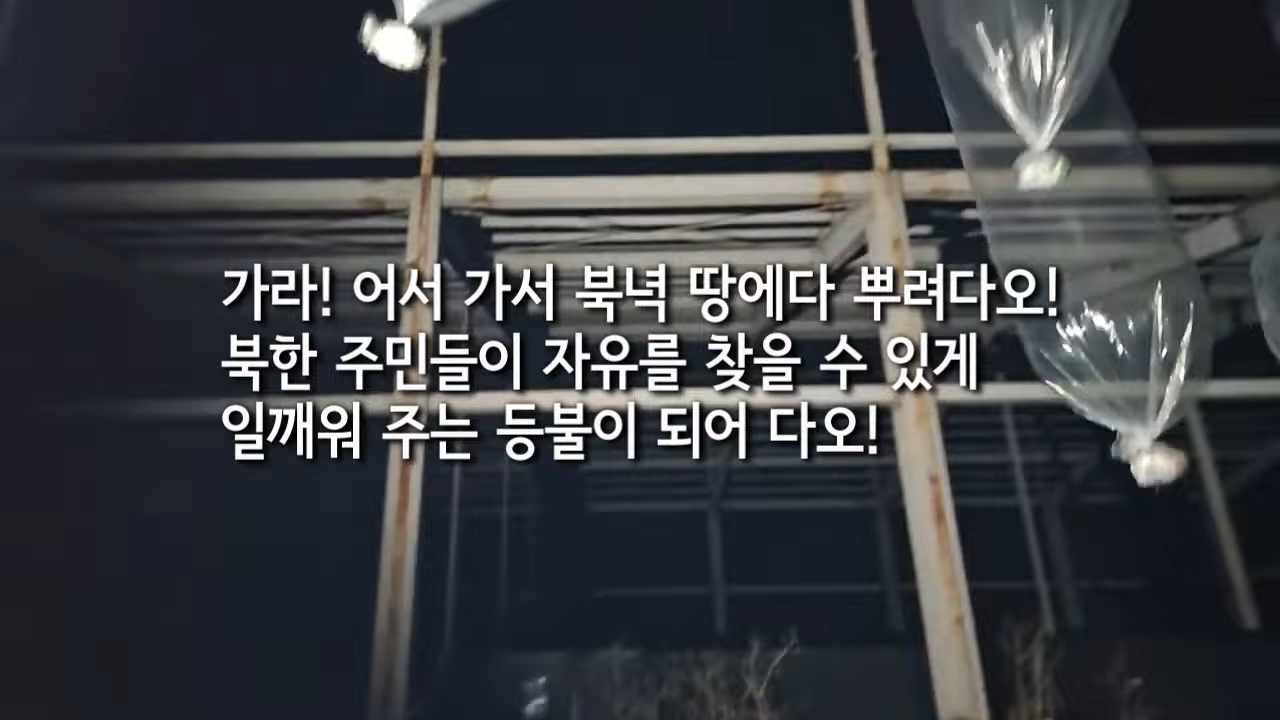 가라! 어서 가서 북녁 땅에다 뿌려다오!
북한 주민들이 자유를 찾을 수 있게
일깨워 주는 등불이 되어 다오!